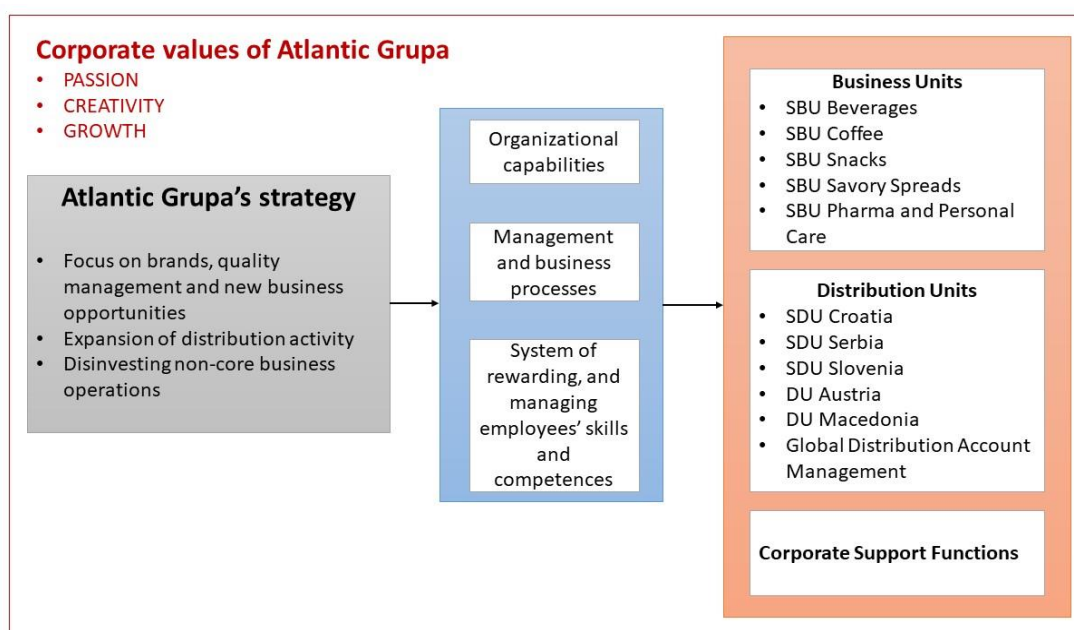 Corporate values of Atlantic Grupa
• PASSION
• CREATIVITY
• GROWTH
Atlantic Grupa’s strategy
• Focus on brands, quality
management and new business
opportunities
• Expansion of distribution activity
• Disinvesting non-core business
operations
Organizational
capabilities
Management
and business
processes
System of
rewarding, and
managing
employees’ skills
and
competences
Business Units
• SBU Beverages
• SBU Coffee
• SBU Snacks
• SBU Savory Spreads
• SBU Pharma and Personal
Care
Distribution Units
• SDU Croatia
• SDU Serbia
• SDU Slovenia
• DU Austria
• DU Macedonia
• Global Distribution Account
Management
Corporate Support Functions